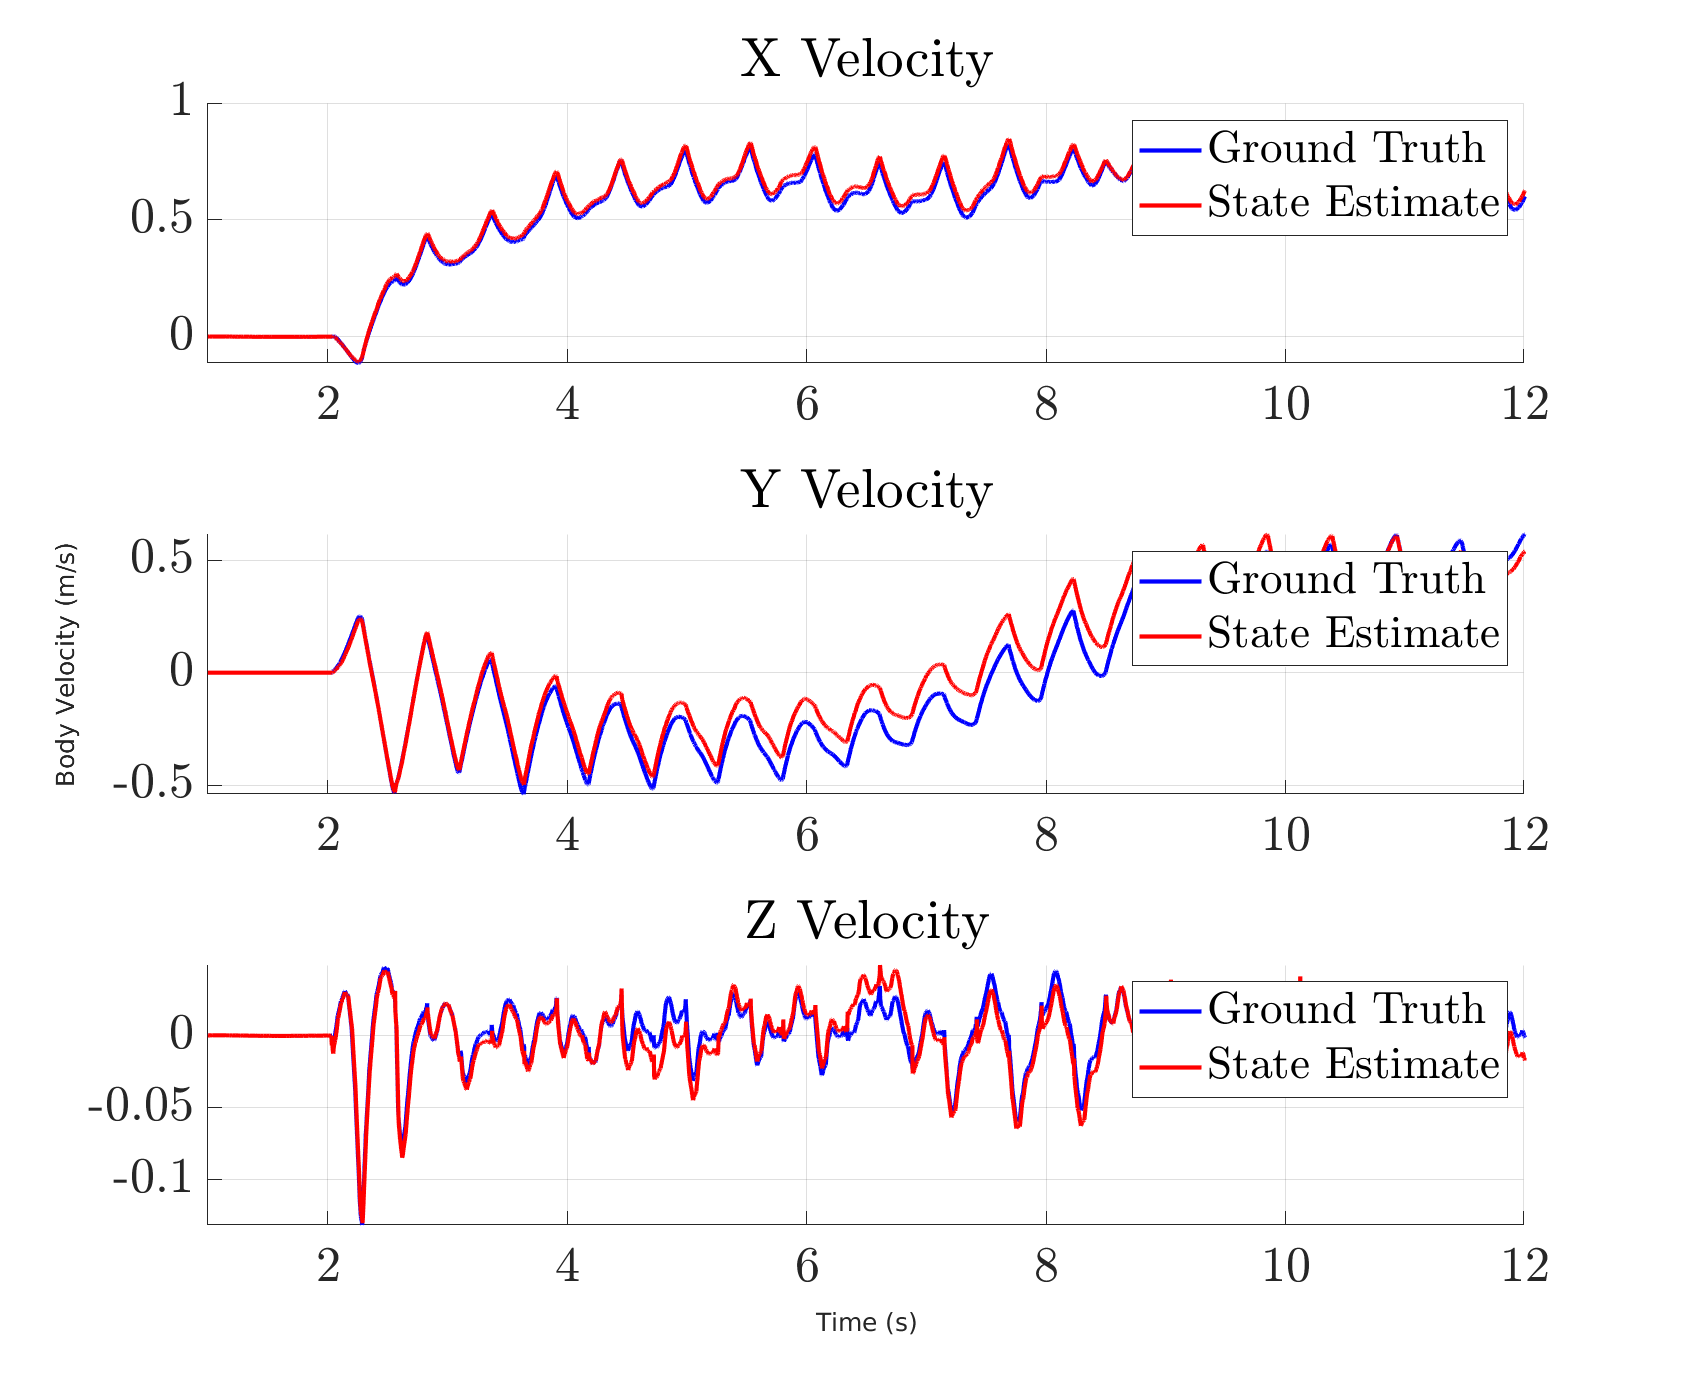 X Velocity
1
0.5
0
2 4 6 8 10 12
Ground Truth
State Estimate
Y Velocity
Body Velocity (m/s)
0.5
0
-0.5
2 4 6 8 10 12
Ground Truth
State Estimate
Z Velocity
0
-0.05
-0.1
2 4 6 8 10 12
Ground Truth
State Estimate
Time (s)